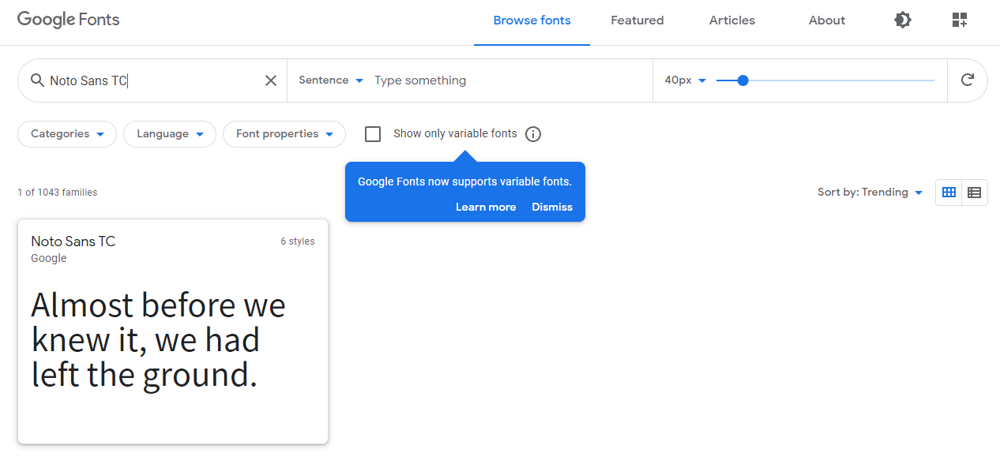 Google Fonts
Browse fonts
Featured
Articles
About
Noto Sans TC
Sentence
Type something
40px
Categories
Language
Font properties
Show only variable fonts
Google Fonts now supports variable fonts.
Learn more
Dismiss
1 of 1043 families
Sort by: Trending
Noto Sans TC
6 styles
Google
Almost before we
knew it, we had
left the ground.